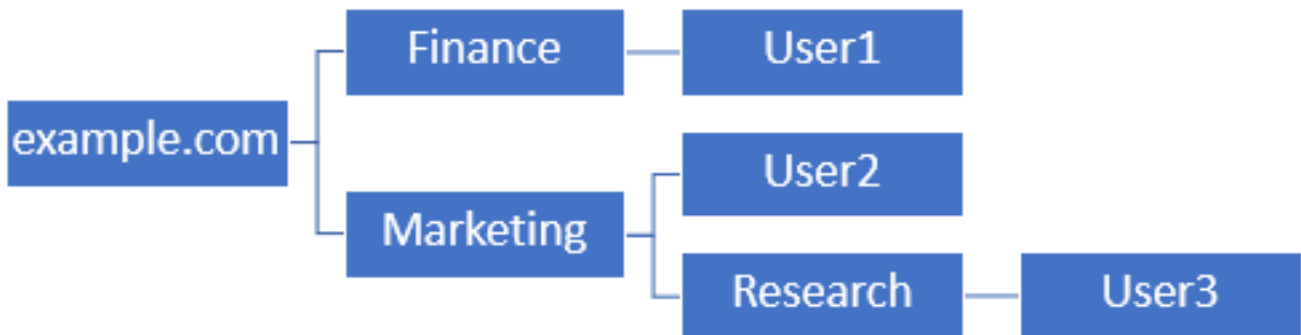 Finance
User1
example.com
User2
Marketing
Research
User3